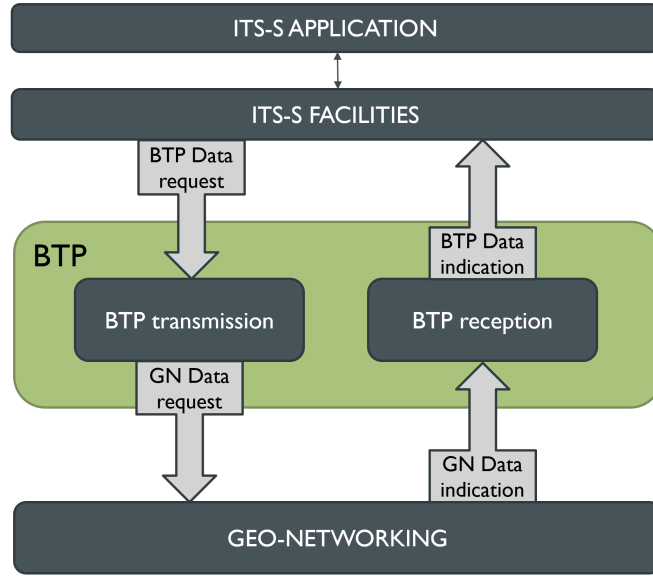 ITS-S APPLICATION
ITS-S FACILITIES
BTP Data
request
BTP
BTP Data
indication
BTP transmission
BTP reception
GN Data
request
GN Data
indication
GEO-NETWORKING